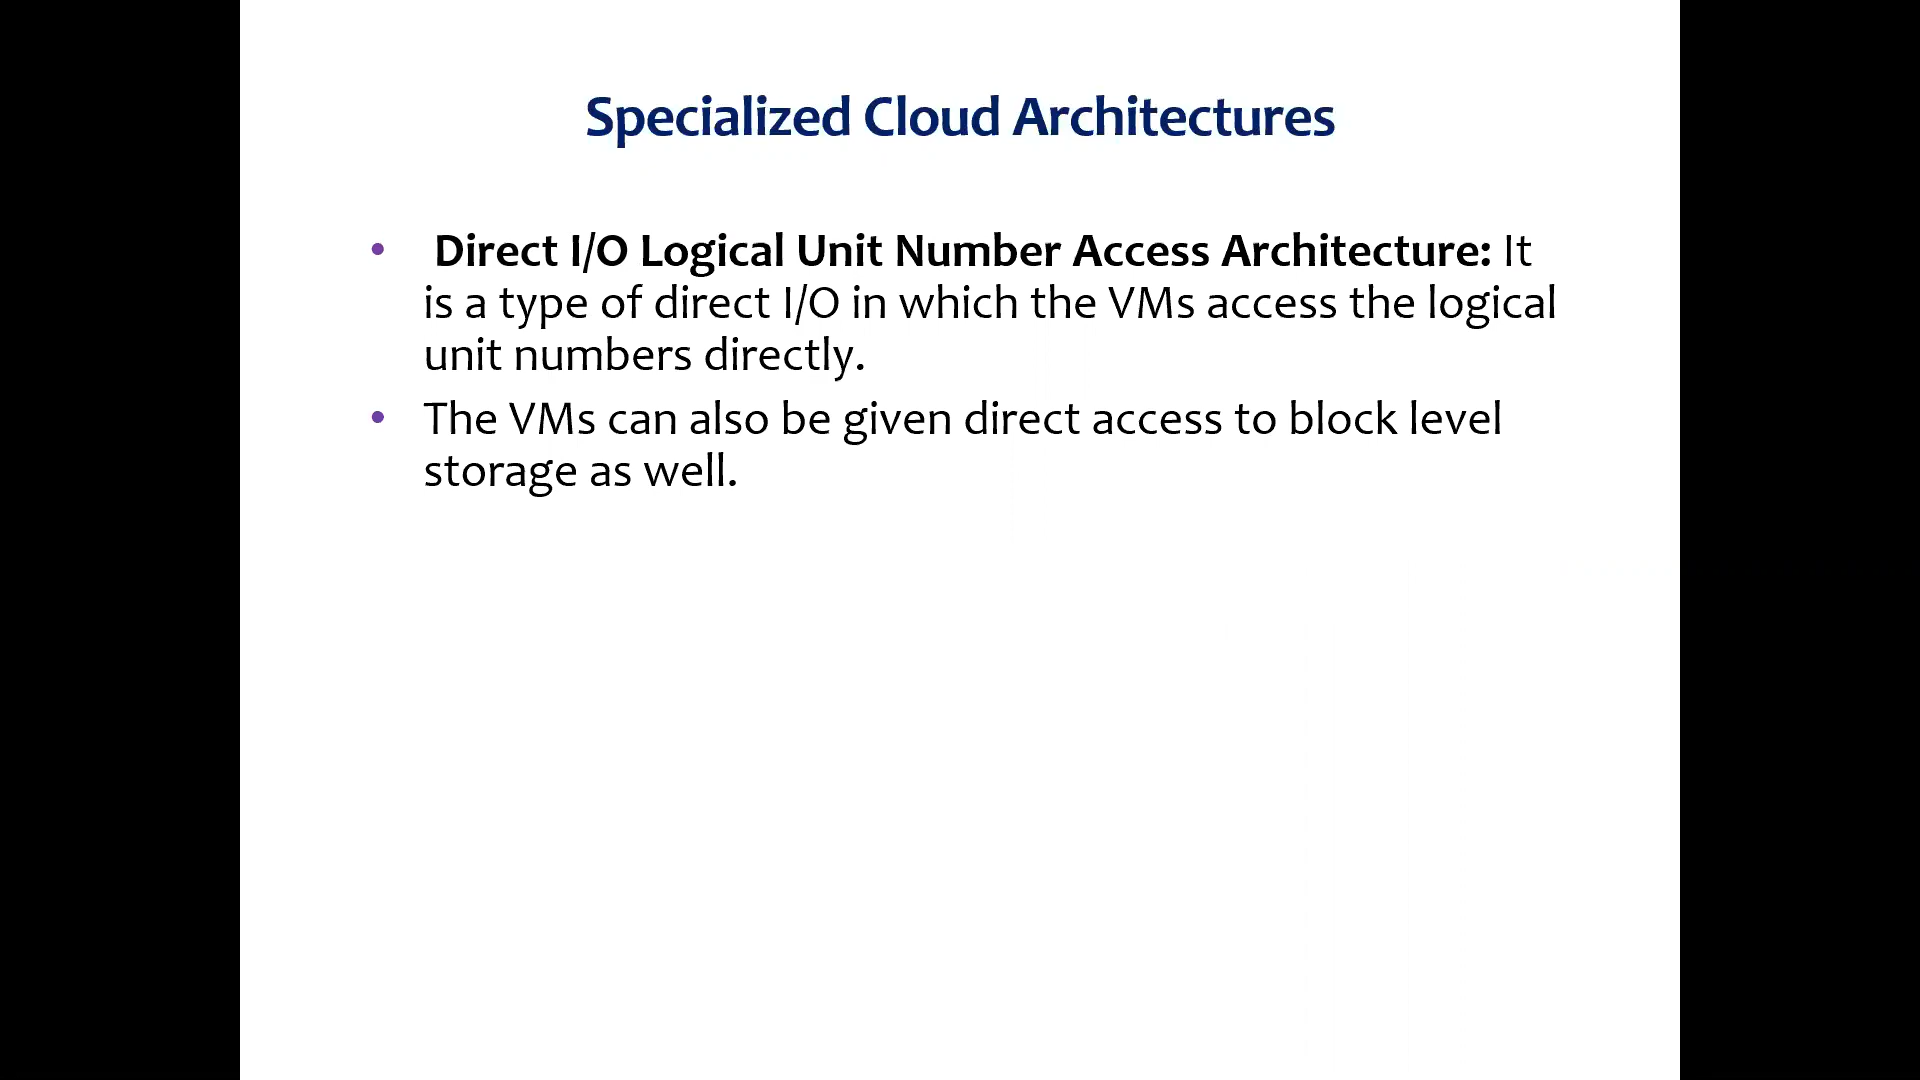 Specialized Cloud Architectures
• Direct I/O Logical Unit Number Access Architecture: It
is a type of direct I/O in which the VMs access the logical
unit numbers directly.
• The VMs can also be given direct access to block level
storage as well.